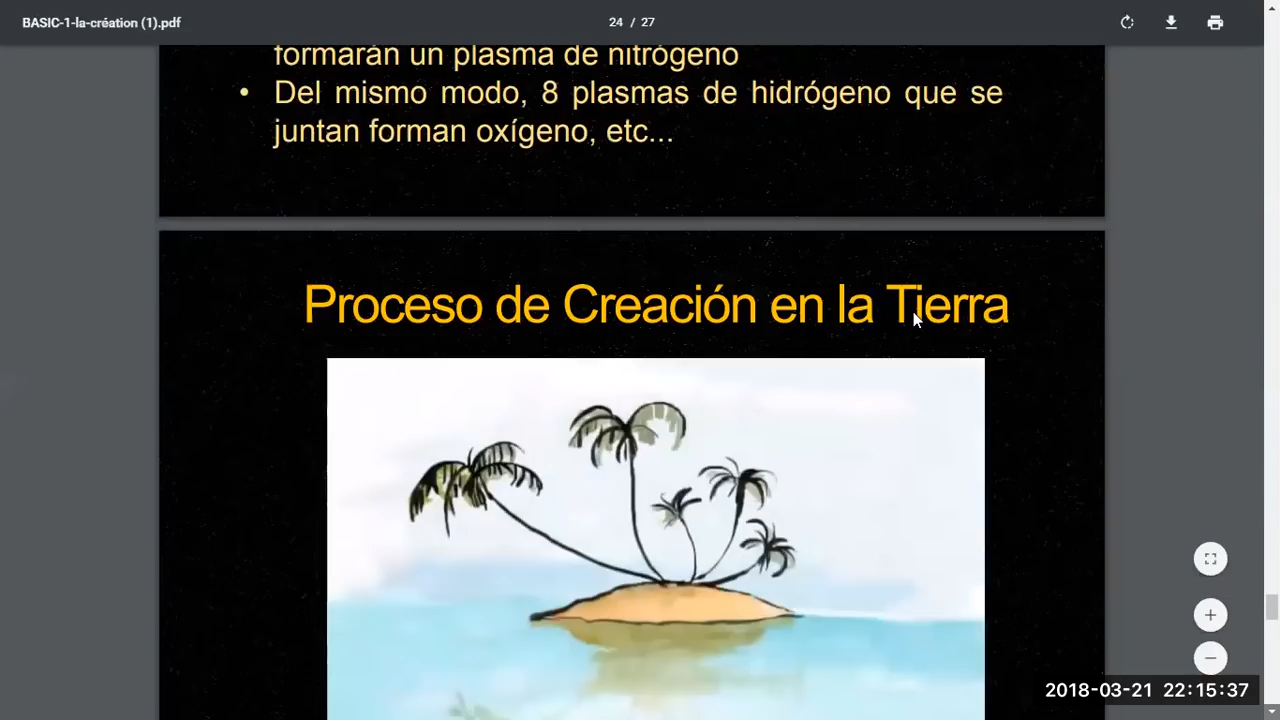 BASIC-1-la-création (1).pdf
24 / 27
formarán un plasma de nitrógeno
• Del mismo modo, 8 plasmas de hidrógeno que se
juntan forman oxígeno, etc...
Proceso de Creación en la Tierra
2018-03-21 22:15:37